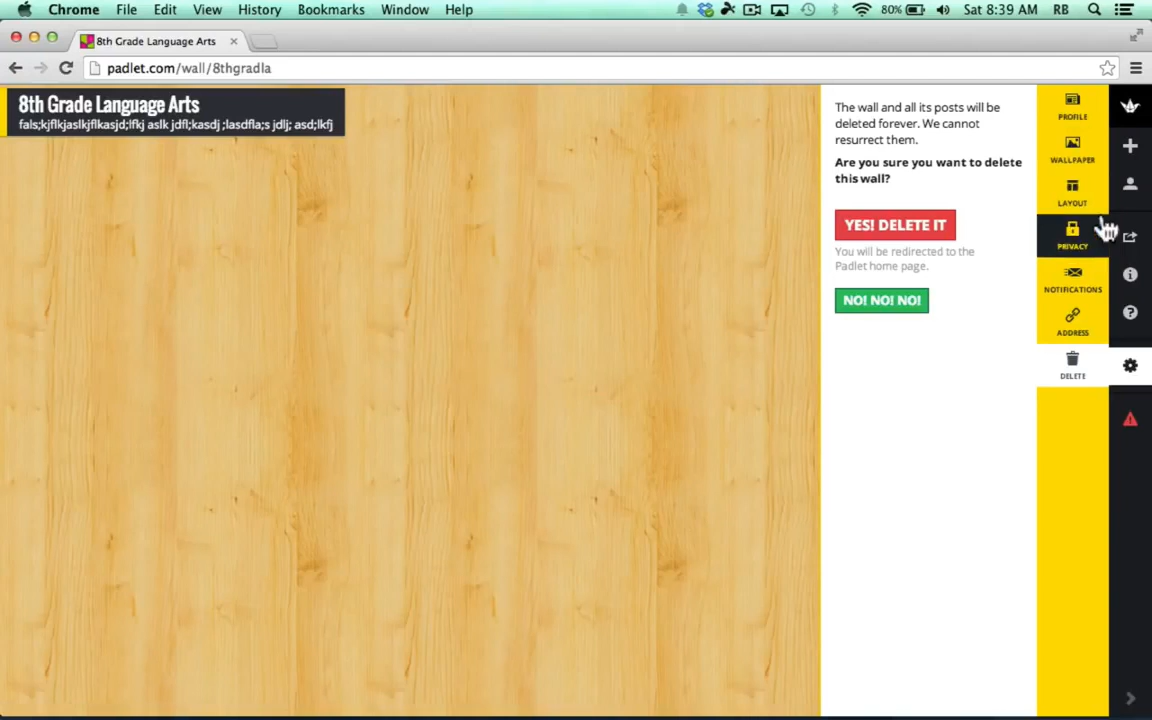 Chrome File Edit View History Bookmarks Window Help 80% Sat 8:39 AM RB
8th Grade Language Arts
padlet.com/wall/8thgradla
8th Grade Language Arts
fals;kjflkjaslkjflkasjd;lfkj aslk jdfl;kasdj ;lasdfla;s jdlj; asd;lkfj
The wall and all its posts will be
deleted forever. We cannot
resurrect them.
Are you sure you want to delete
this wall?
YES! DELETE IT
You will be redirected to the
Padlet home page.
NO! NO! NO!
PROFILE
WALLPAPER
LAYOUT
PRIVACY
NOTIFICATIONS
ADDRESS
DELETE